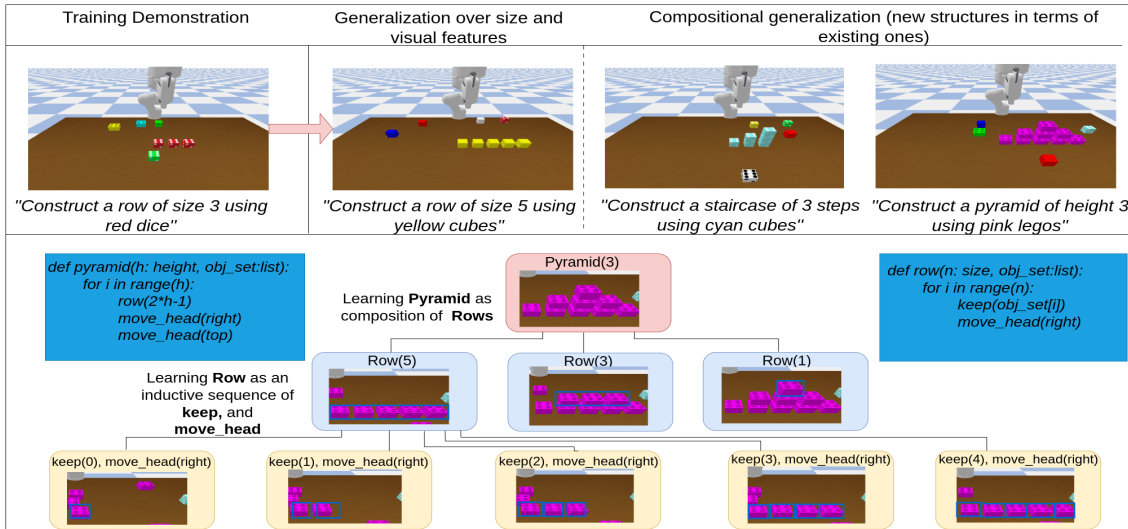 Training Demonstration
Generalization over size and
visual features
Compositional generalization (new structures in terms of
existing ones)
"Construct a row of size 3 using
red dice"
"Construct a row of size 5 using
yellow cubes"
"Construct a staircase of 3 steps
using cyan cubes"
"Construct a pyramid of height 3
using pink legos"
def pyramid(h: height, obj_set:list):
for i in range(h):
row(2*h-1)
move_head(right)
move_head(top)
Learning Pyramid as
composition of Rows
Pyramid(3)
def row(n: size, obj_set:list):
for i in range(n):
keep(obj_set[i])
move_head(right)
Learning Row as an
inductive sequence of
keep, and
move_head
Row(5)
Row(3)
Row(1)
keep(0), move_head(right)
keep(1), move_head(right)
keep(2), move_head(right)
keep(3), move_head(right)
keep(4), move_head(right)